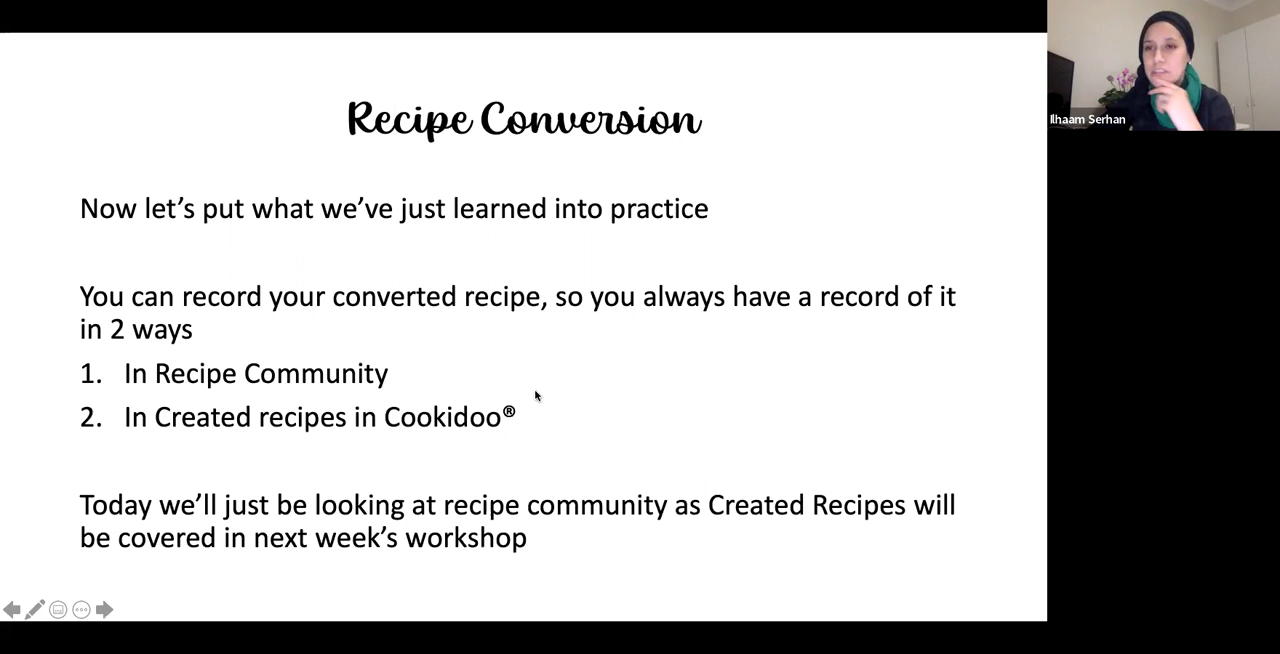 Recipe Conversion
Ilhaam Serhan
Now let’s put what we’ve just learned into practice
You can record your converted recipe, so you always have a record of it
in 2 ways
1. In Recipe Community
2. In Created recipes in Cookidoo®
Today we’ll just be looking at recipe community as Created Recipes will
be covered in next week’s workshop